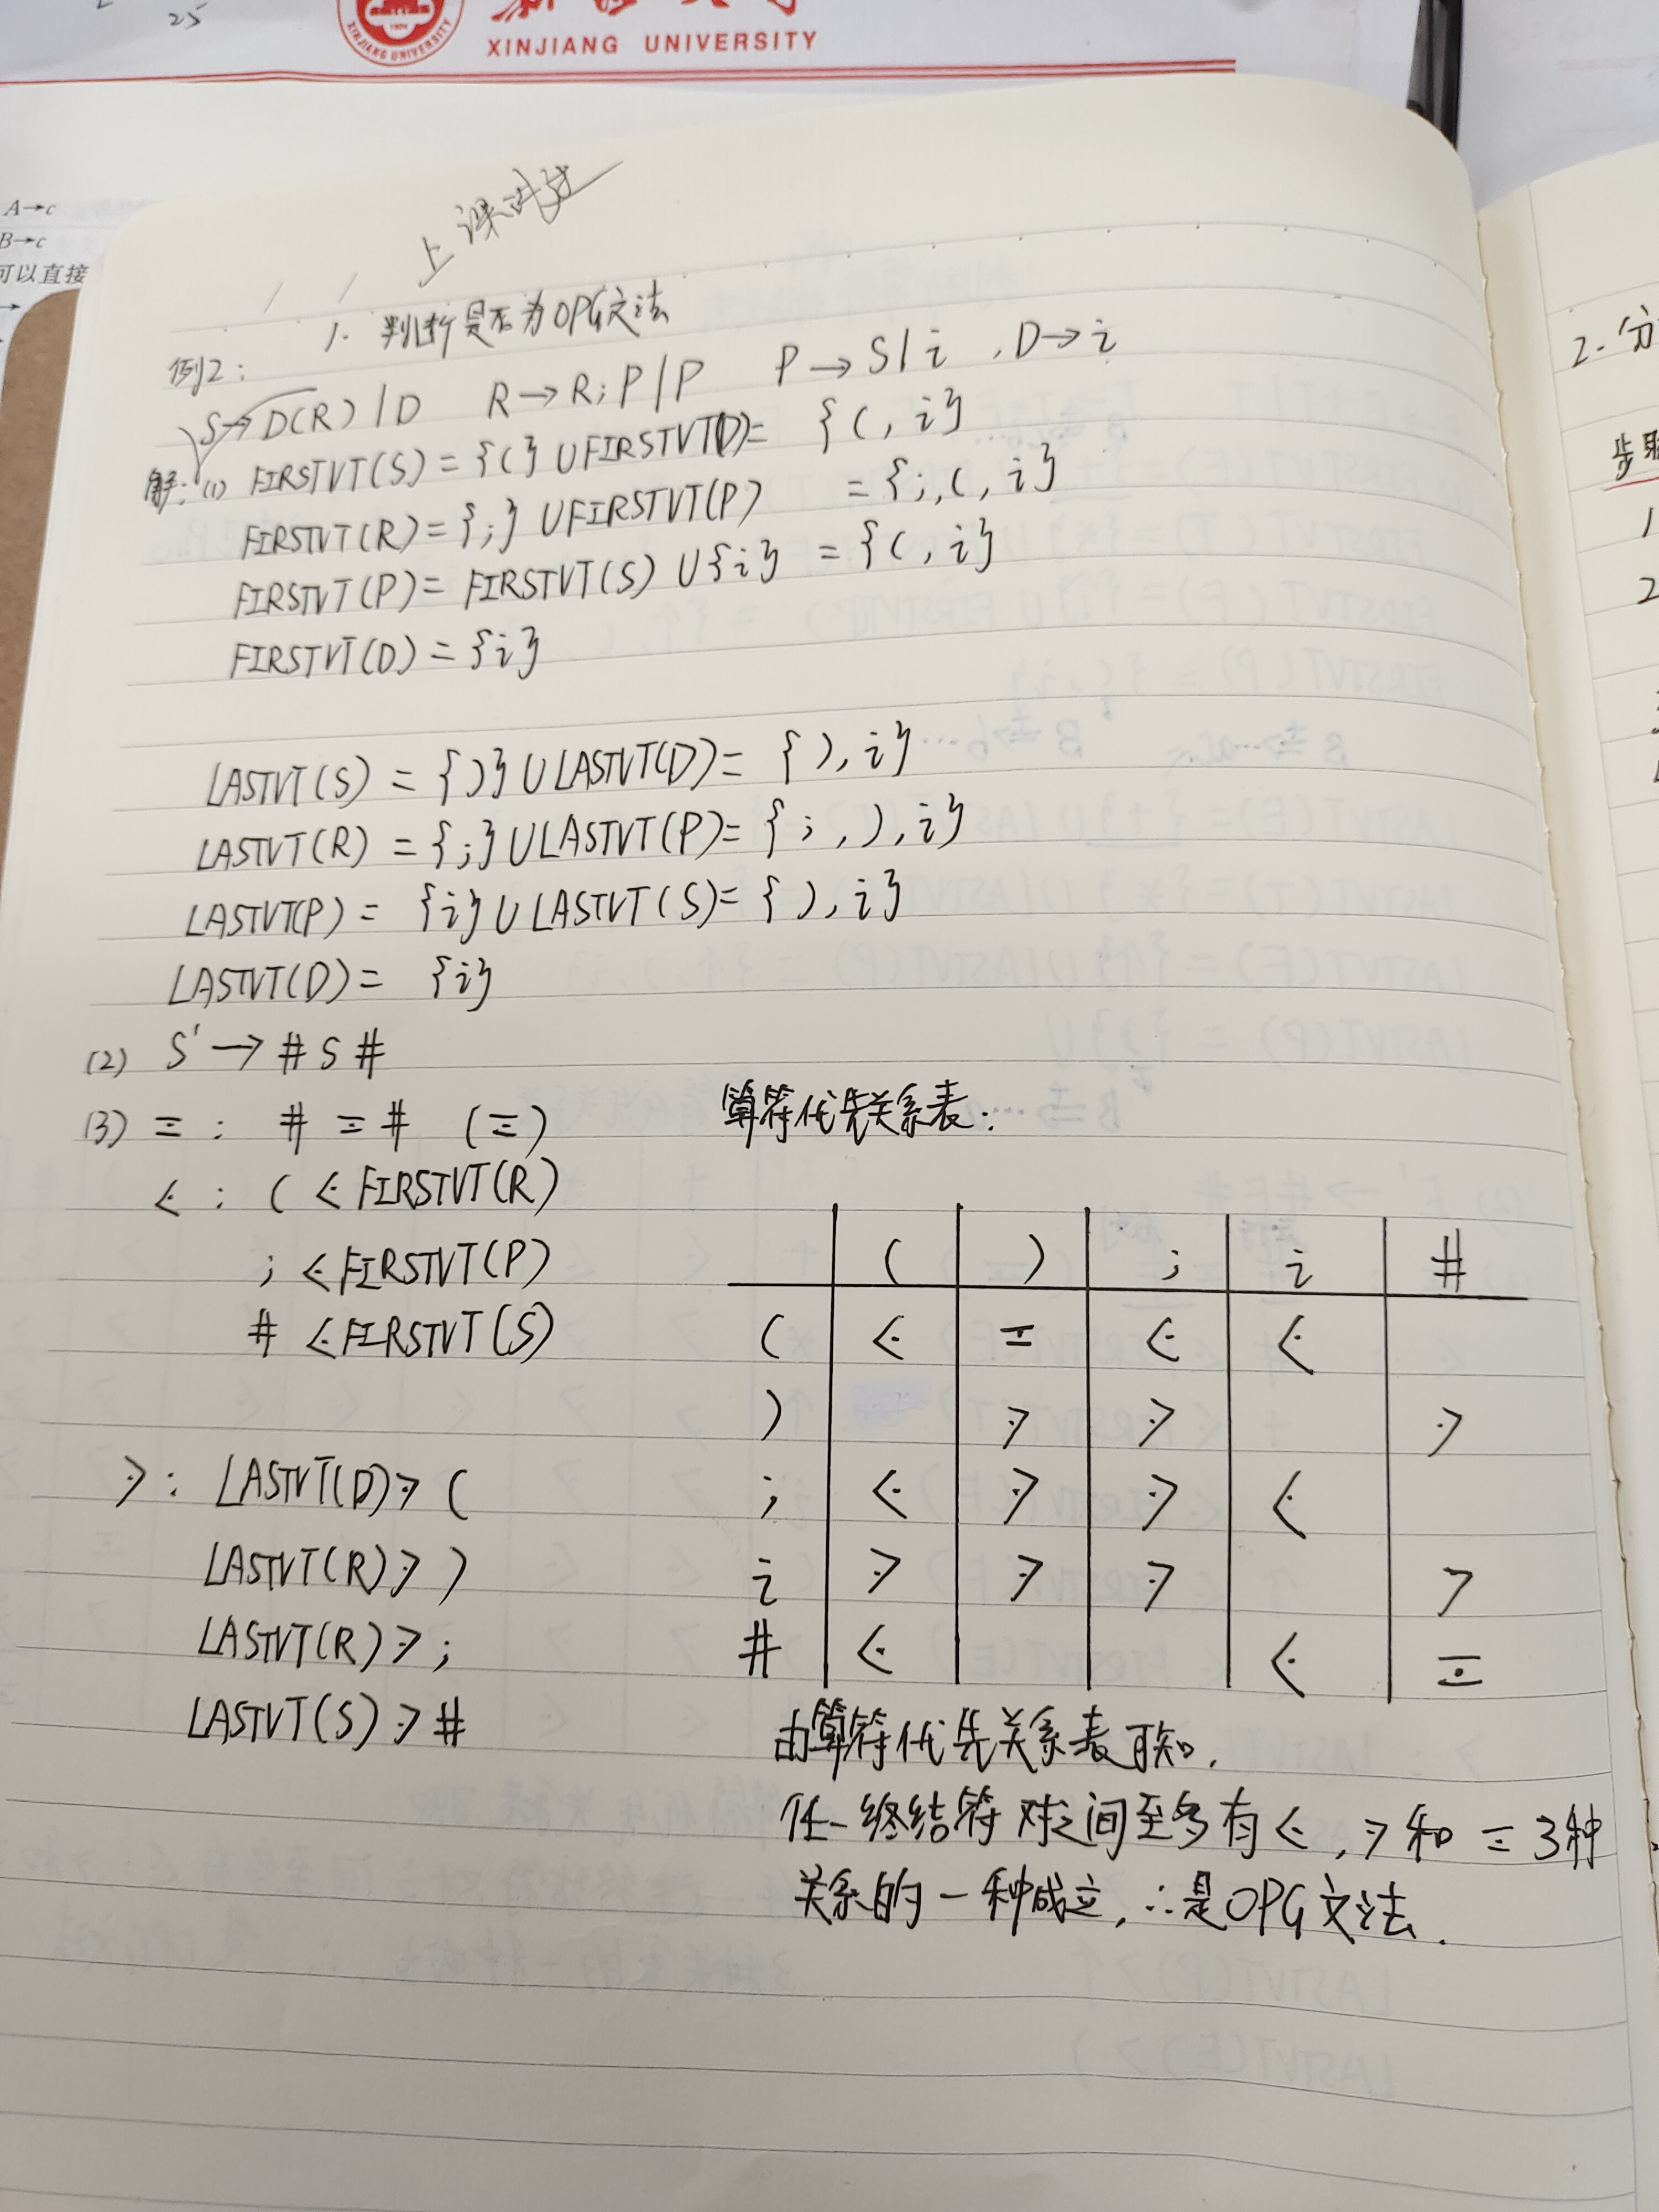 25
XINJIANG UNIVERSITY
XINJIANG UNIVERSITY
A→c
B→c
可以直接
→
上课讲过
1. 判断是否为OPG文法
例2:
S→D(R)|D R→R;P|P P→S|i ,D→i
解: (1) FIRSTVT(S)={(}∪FIRSTVT(D)= {(,i}
FIRSTVT(R)={;}∪FIRSTVT(P) ={;,(,i}
FIRSTVT(P)=FIRSTVT(S)∪{i} ={(,i}
FIRSTVT(D)={i}
LASTVT(S)={)}∪LASTVT(D)={),i}
LASTVT(R)={;}∪LASTVT(P)={;,),i}
LASTVT(P)={i}∪LASTVT(S)={),i}
LASTVT(D)={i}
(2) S'→#S#
(3) ≐: #≐# (≐)
⋖: (⋖FIRSTVT(R)
;⋖FIRSTVT(P)
#⋖FIRSTVT(S)
⋗: LASTVT(D)⋗(
LASTVT(R)⋗)
LASTVT(R)⋗;
LASTVT(S)⋗#
算符优先关系表:
( ) ; i #
( ⋖ ≐ ⋖ ⋖
) ⋗ ⋗ ⋗
; ⋖ ⋗ ⋗ ⋖
i ⋗ ⋗ ⋗ >
# ⋖ ⋖ ≐
由算符优先关系表可知,
任一终结符对之间至多有⋖,⋗和≐3种
关系的一种成立,∴是OPG文法.
2.分
步
1
2